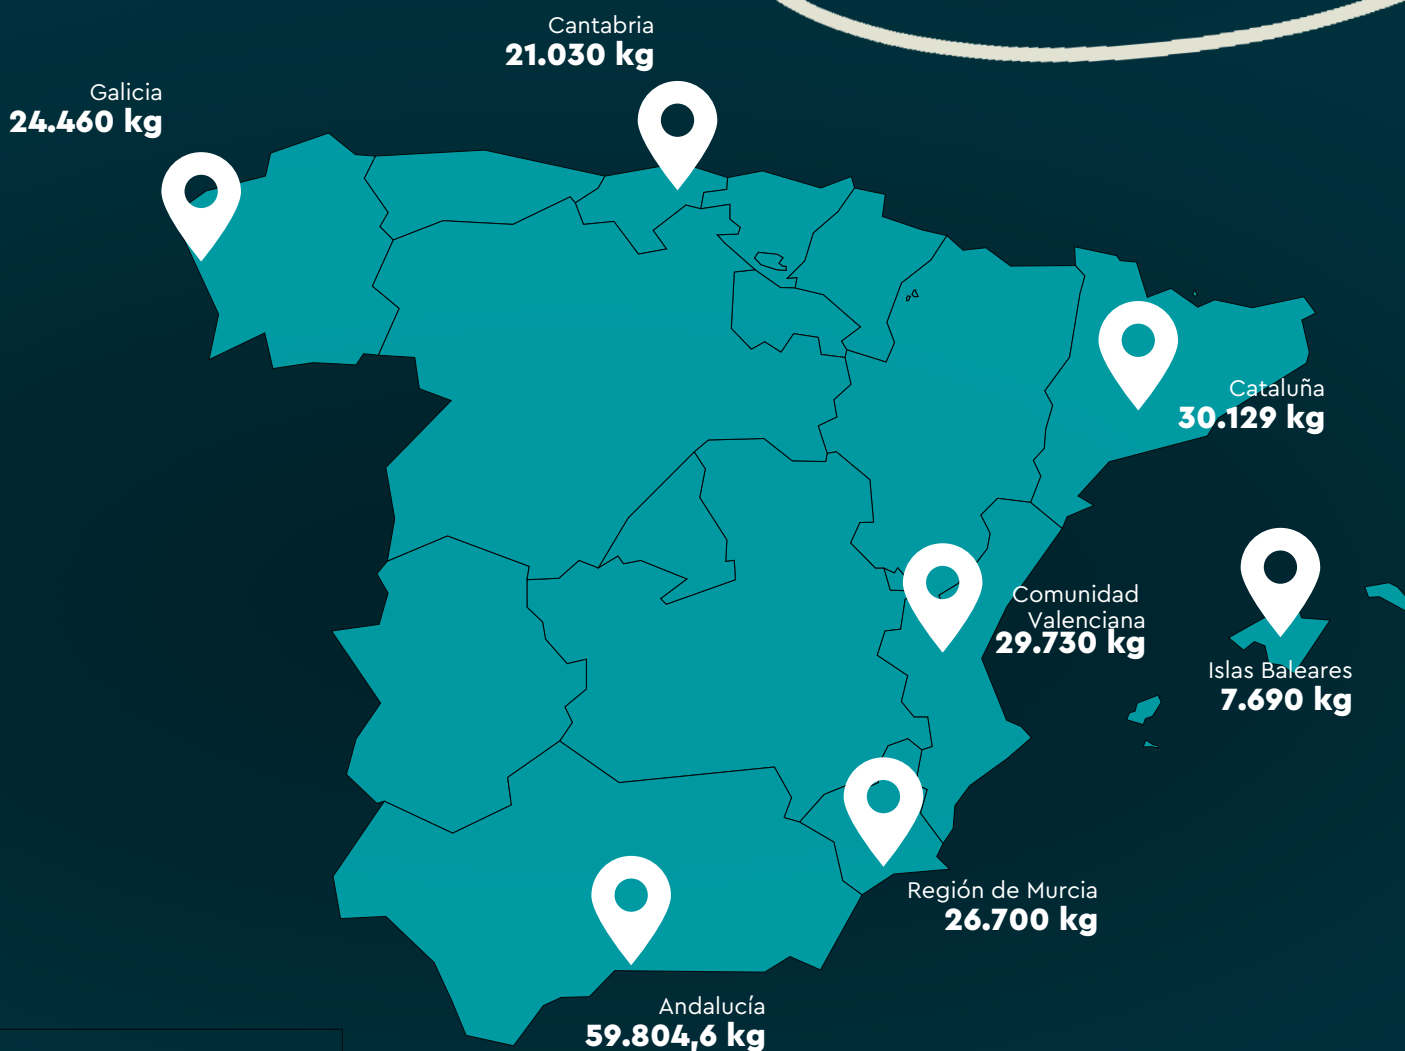 Cantabria
21.030 kg
Galicia
24.460 kg
Cataluña
30.129 kg
Comunidad
Valenciana
29.730 kg
Islas Baleares
7.690 kg
Región de Murcia
26.700 kg
Andalucía
59.804,6 kg